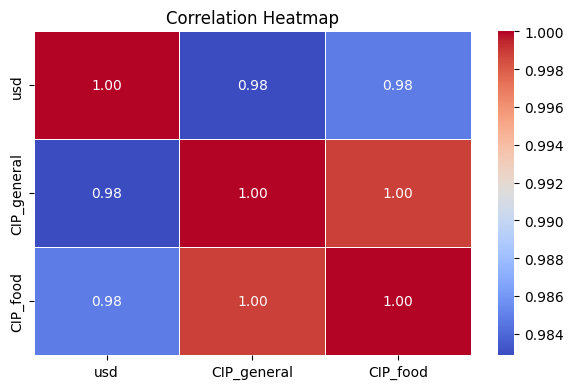 Correlation Heatmap
usd
1.00
0.98
0.98
CIP_general
0.98
1.00
1.00
CIP_food
0.98
1.00
1.00
usd
CIP_general
CIP_food
1.000
0.998
0.996
0.994
0.992
0.990
0.988
0.986
0.984